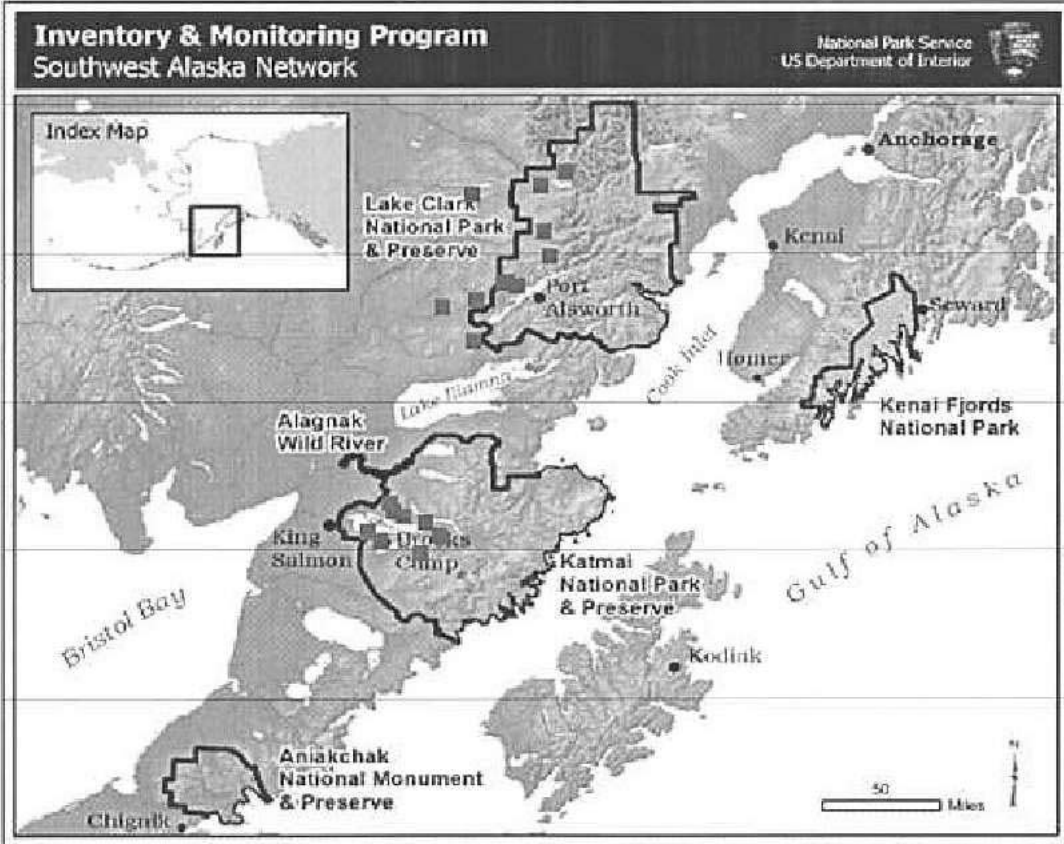 Inventory & Monitoring Program
Southwest Alaska Network
National Park Service
US Department of Interior
Index Map
Anchorage
Lake Clark
National Park
& Preserve
Kenai
Port
Alsworth
Seward
Cook Inlet
Homer
Lake Iliamna
Kenai Fjords
National Park
Alagnak
Wild River
Gulf of Alaska
King
Salmon
Brooks
Camp
Katmai
National Park
& Preserve
Bristol Bay
Kodiak
Aniakchak
National Monument
& Preserve
Chignik
N
50
Miles